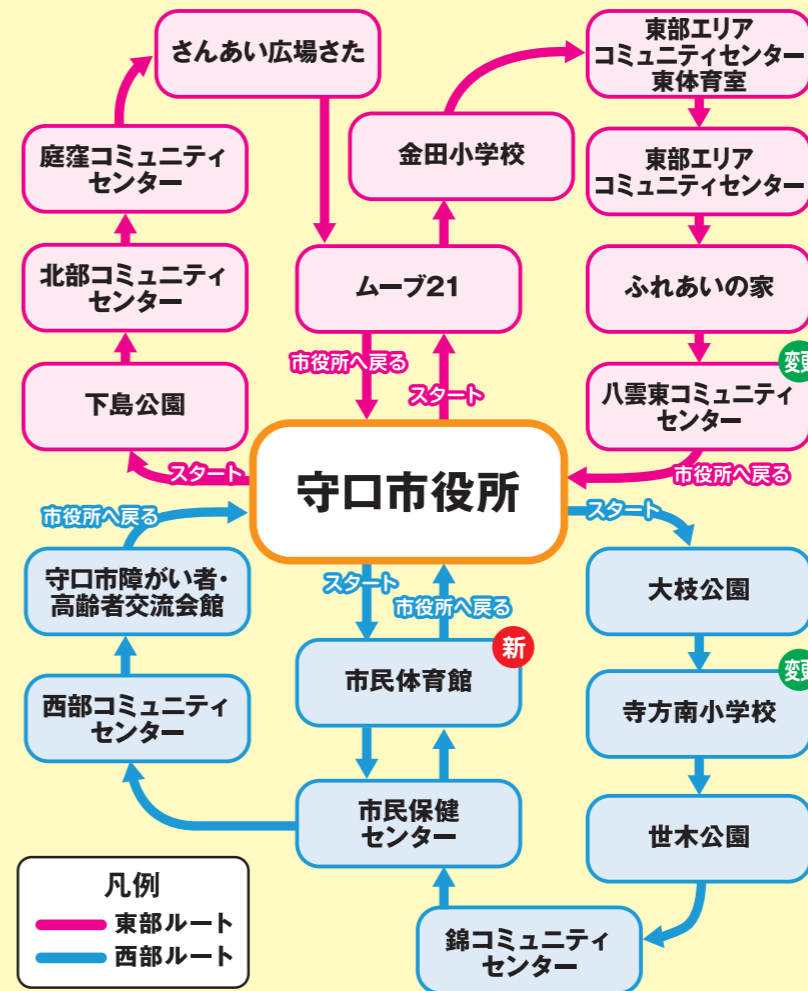 さんあい広場さた
東部エリア
コミュニティセンター
東体育室
庭窪コミュニティ
センター
金田小学校
東部エリア
コミュニティセンター
北部コミュニティ
センター
ムーブ21
ふれあいの家
市役所へ戻る
スタート
変更
下島公園
八雲東コミュニティ
センター
スタート
守口市役所
市役所へ戻る
市役所へ戻る
スタート
守口市障がい者・
高齢者交流会館
スタート
市役所へ戻る
大枝公園
新
市民体育館
変更
西部コミュニティ
センター
寺方南小学校
市民保健
センター
世木公園
凡例
東部ルート
西部ルート
錦コミュニティ
センター